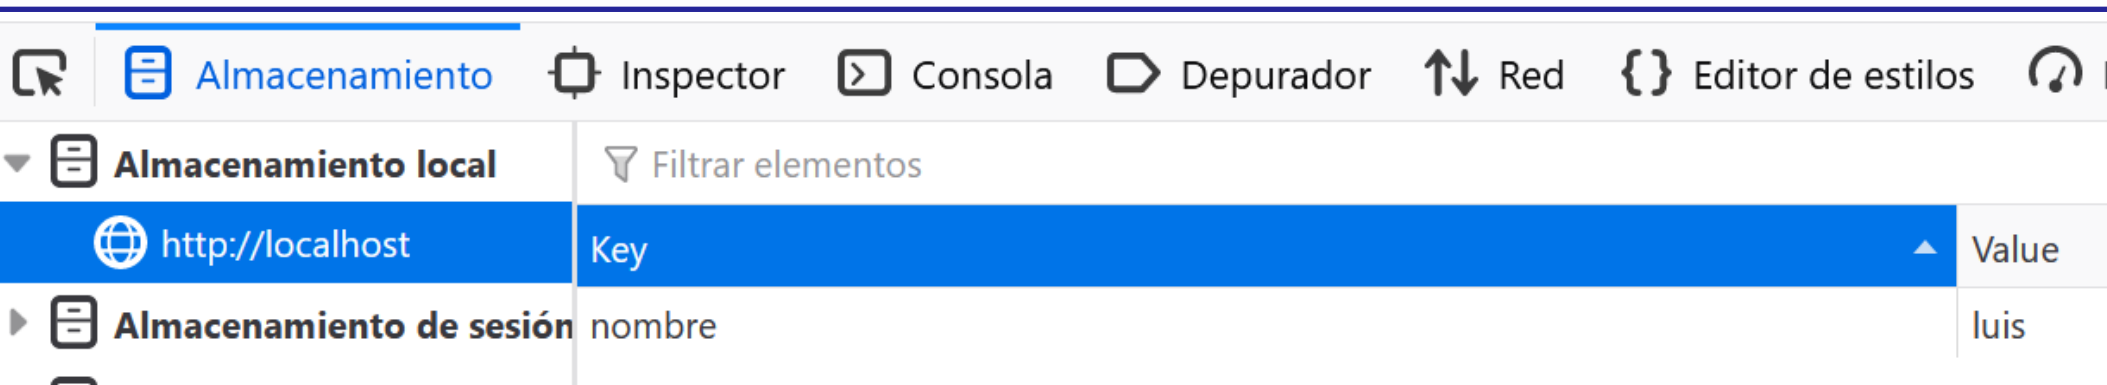 Almacenamiento Inspector Consola Depurador Red Editor de estilos
Almacenamiento local Filtrar elementos
http://localhost Key Value
Almacenamiento de sesión nombre luis